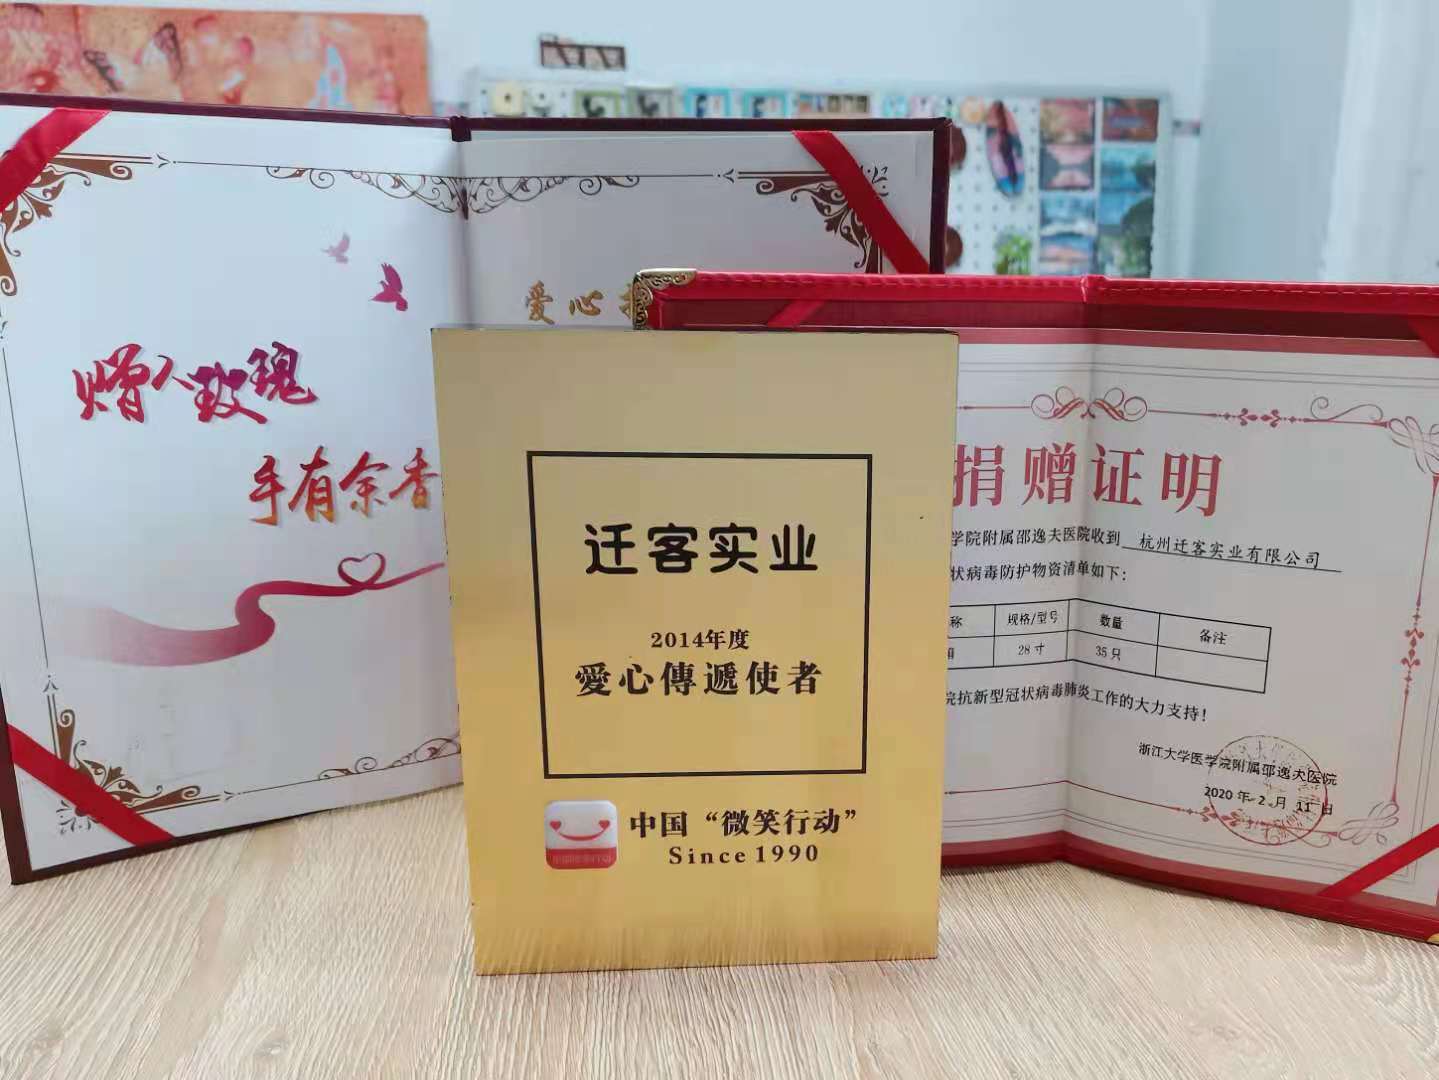 赠人玫瑰
手有余香
爱心
迁客实业
2014年度
愛心傳遞使者
中国“微笑行动”
Since 1990
捐赠证明
学院附属邵逸夫医院收到 杭州迁客实业有限公司
状病毒防护物资清单如下：
称 规格/型号 数量 备注
箱 28寸 35只
院抗新型冠状病毒肺炎工作的大力支持！
浙江大学医学院附属邵逸夫医院
2020年2月11日